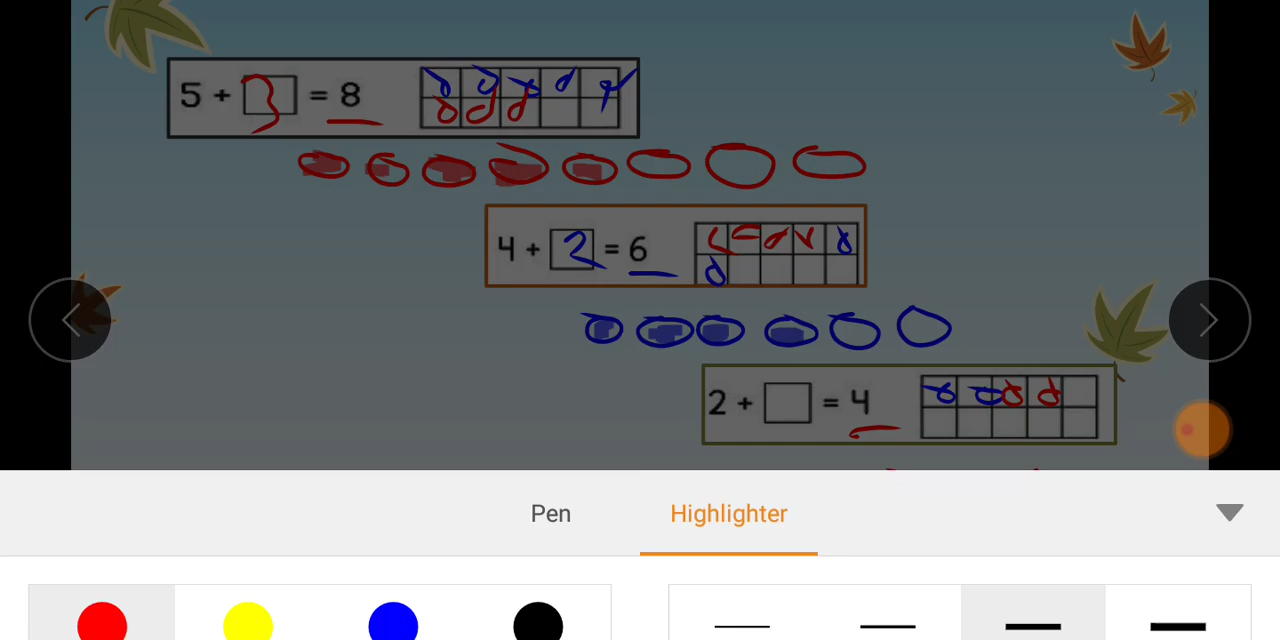 5 + 3 = 8
4 + 2 = 6
2 + = 4
Pen Highlighter